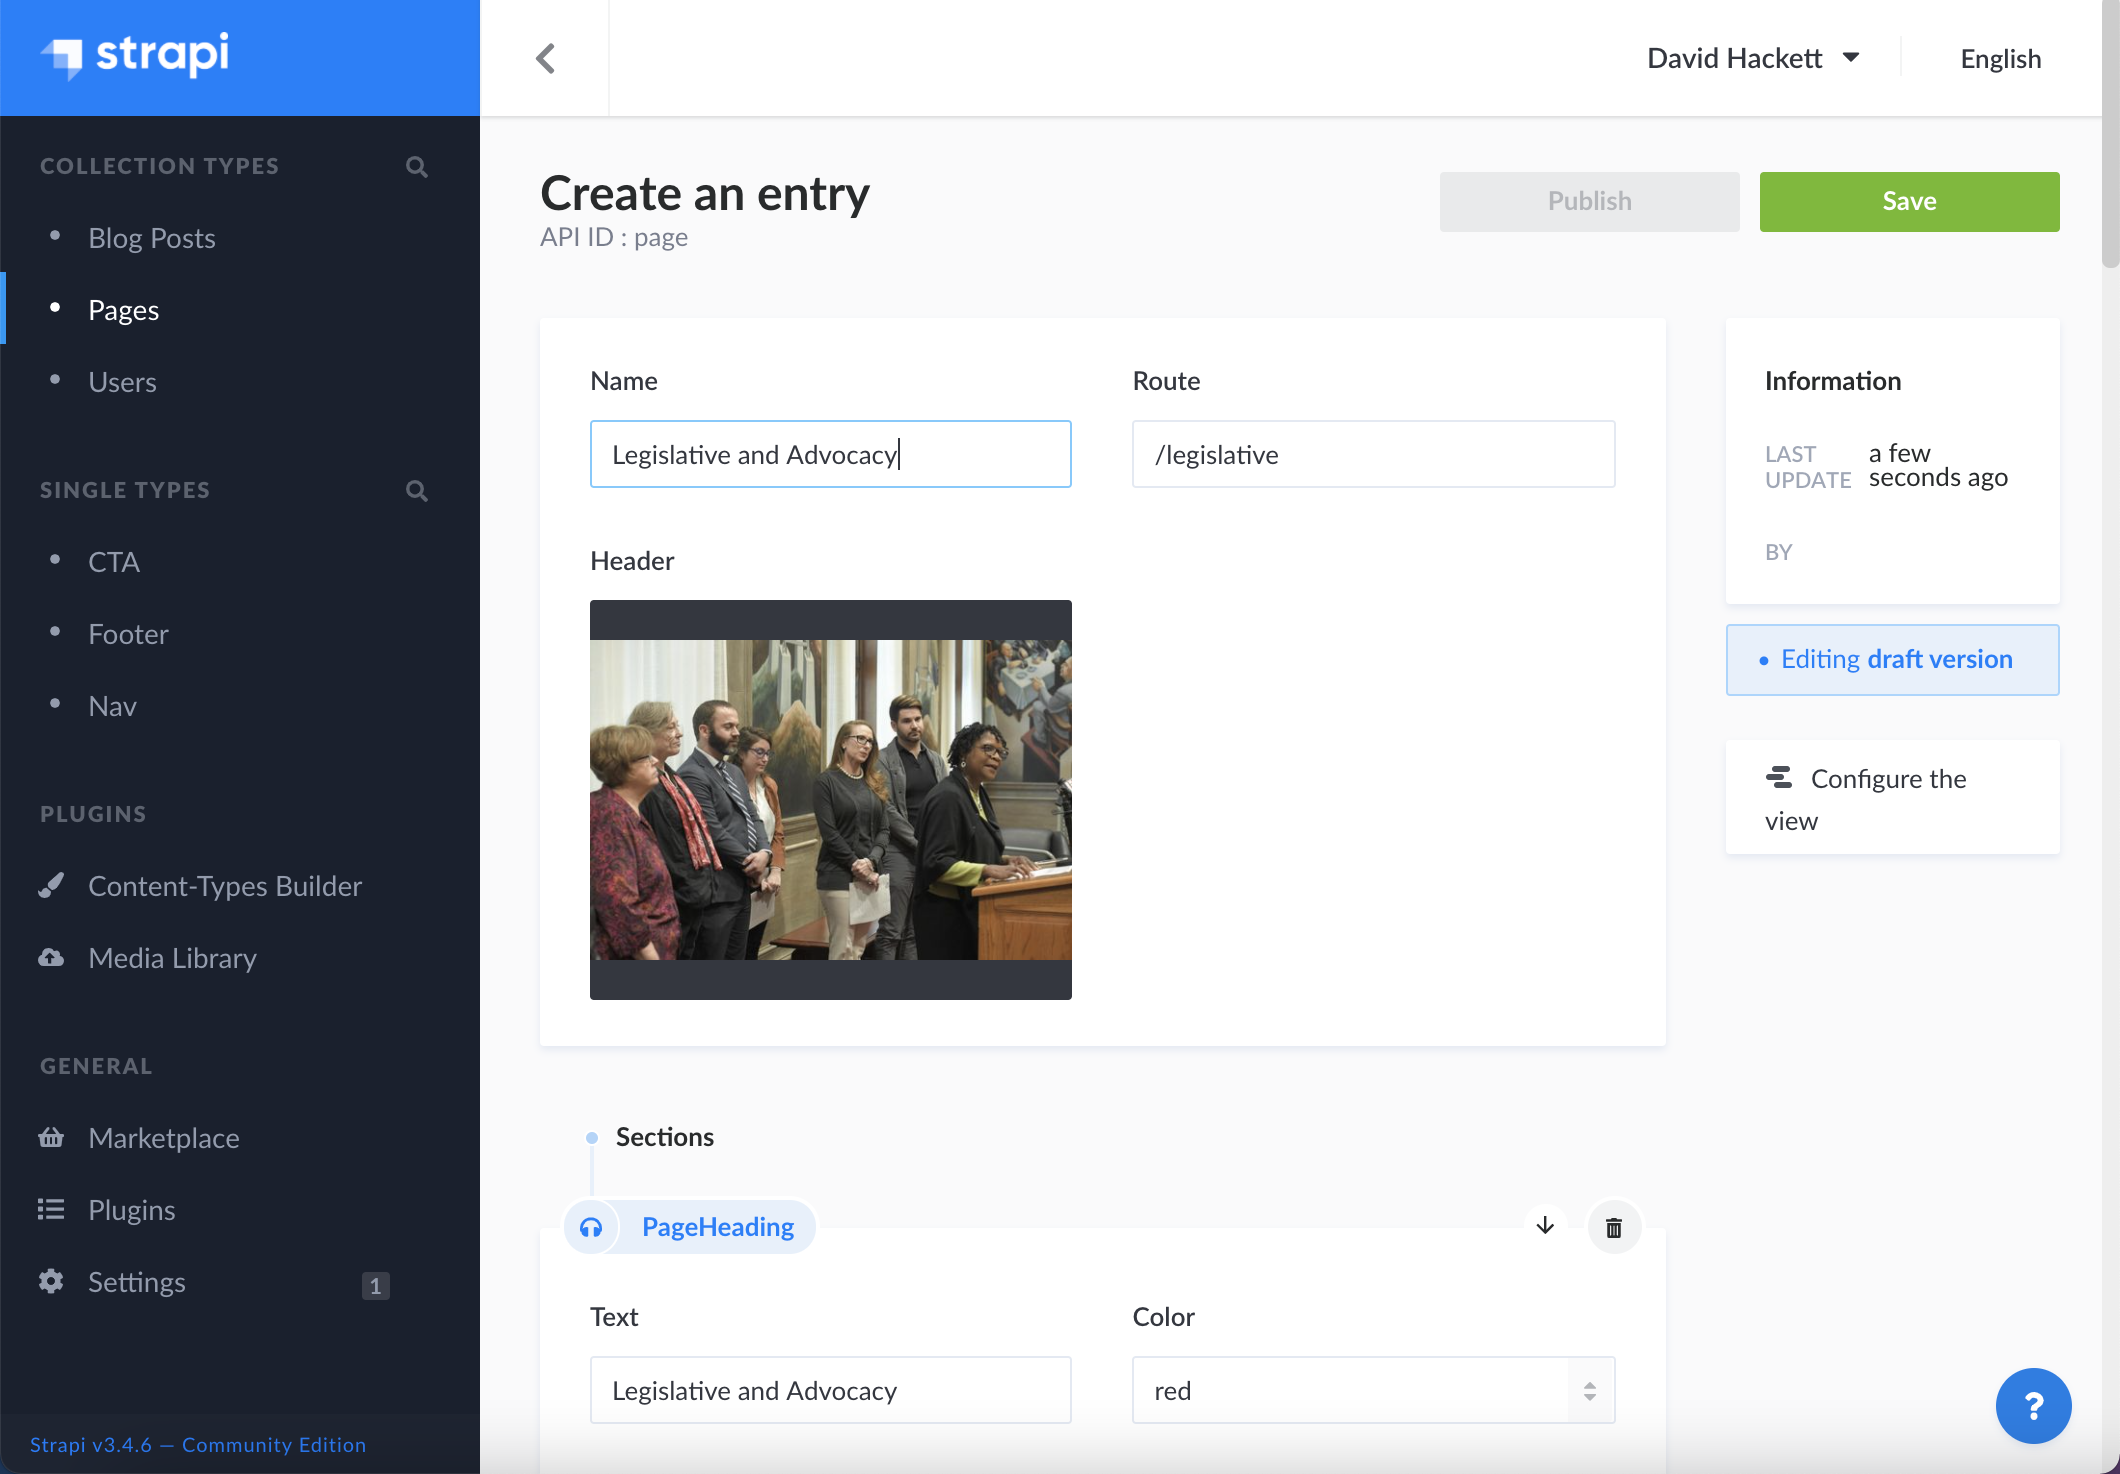 strapi
David Hackett
English
COLLECTION TYPES
Blog Posts
Pages
Users
SINGLE TYPES
CTA
Footer
Nav
PLUGINS
Content-Types Builder
Media Library
GENERAL
Marketplace
Plugins
Settings
1
Strapi v3.4.6 — Community Edition
Create an entry
API ID : page
Publish
Save
Name
Route
Legislative and Advocacy
/legislative
Header
Information
LAST
UPDATE
a few
seconds ago
BY
Editing draft version
Configure the
view
Sections
PageHeading
Text
Color
Legislative and Advocacy
red
?